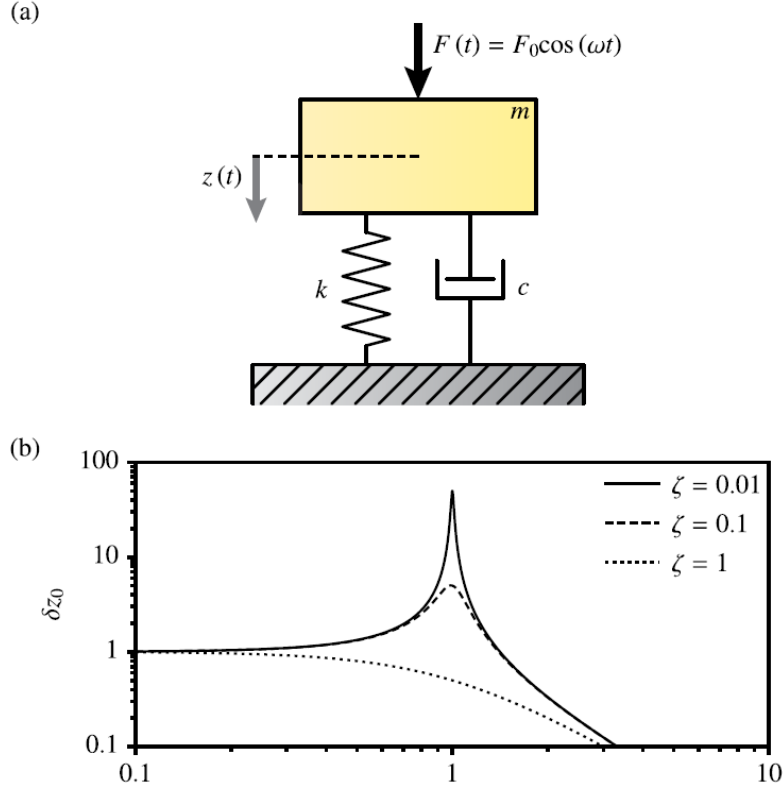 (a)
F(t) = F₀cos(ωt)
m
z(t)
k
c
(b)
100
10
1
0.1
δz₀
ζ = 0.01
ζ = 0.1
ζ = 1
0.1
1
10